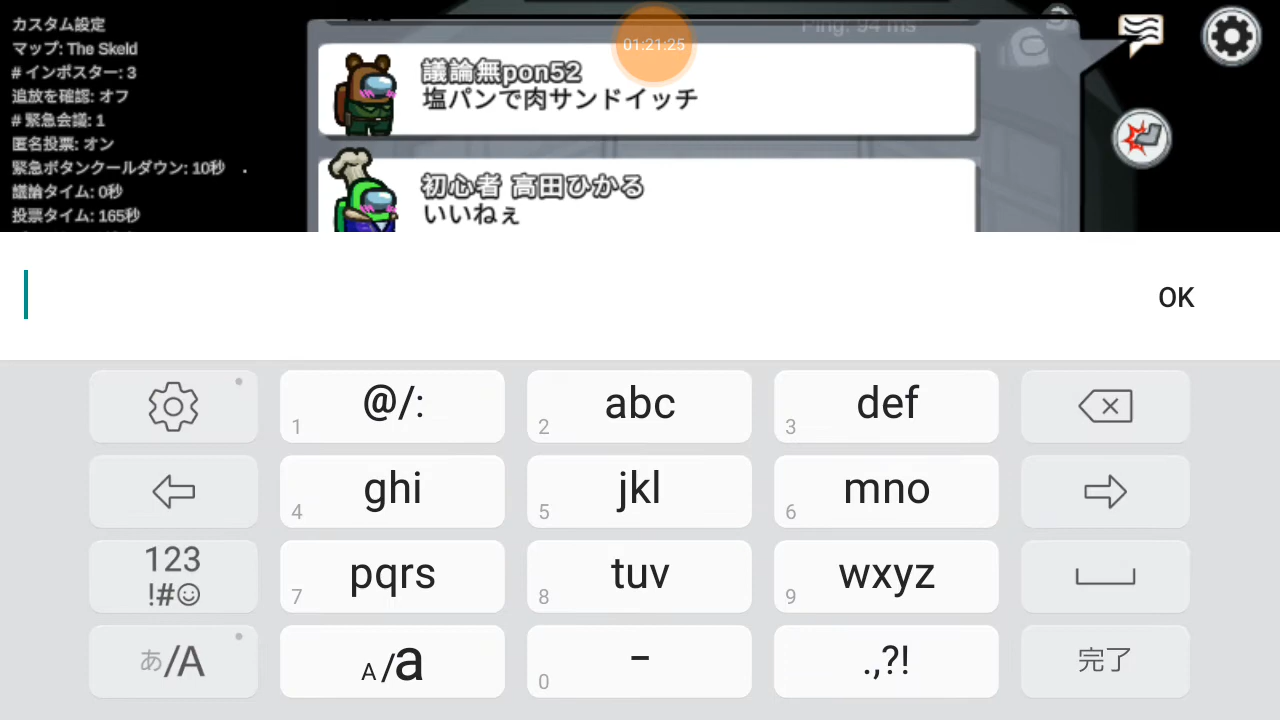 カスタム設定
マップ: The Skeld
# インポスター: 3
追放を確認: オフ
# 緊急会議: 1
匿名投票: オン
緊急ボタンクールダウン: 10秒
議論タイム: 0秒
投票タイム: 165秒
Ping: 94 ms
01:21:25
議論無pon52
塩パンで肉サンドイッチ
初心者 高田ひかる
いいねぇ
OK
1 @/:
2 abc
3 def
4 ghi
5 jkl
6 mno
123
!#☺
7 pqrs
8 tuv
9 wxyz
あ/A
A/a
0 −
.,?!
完了